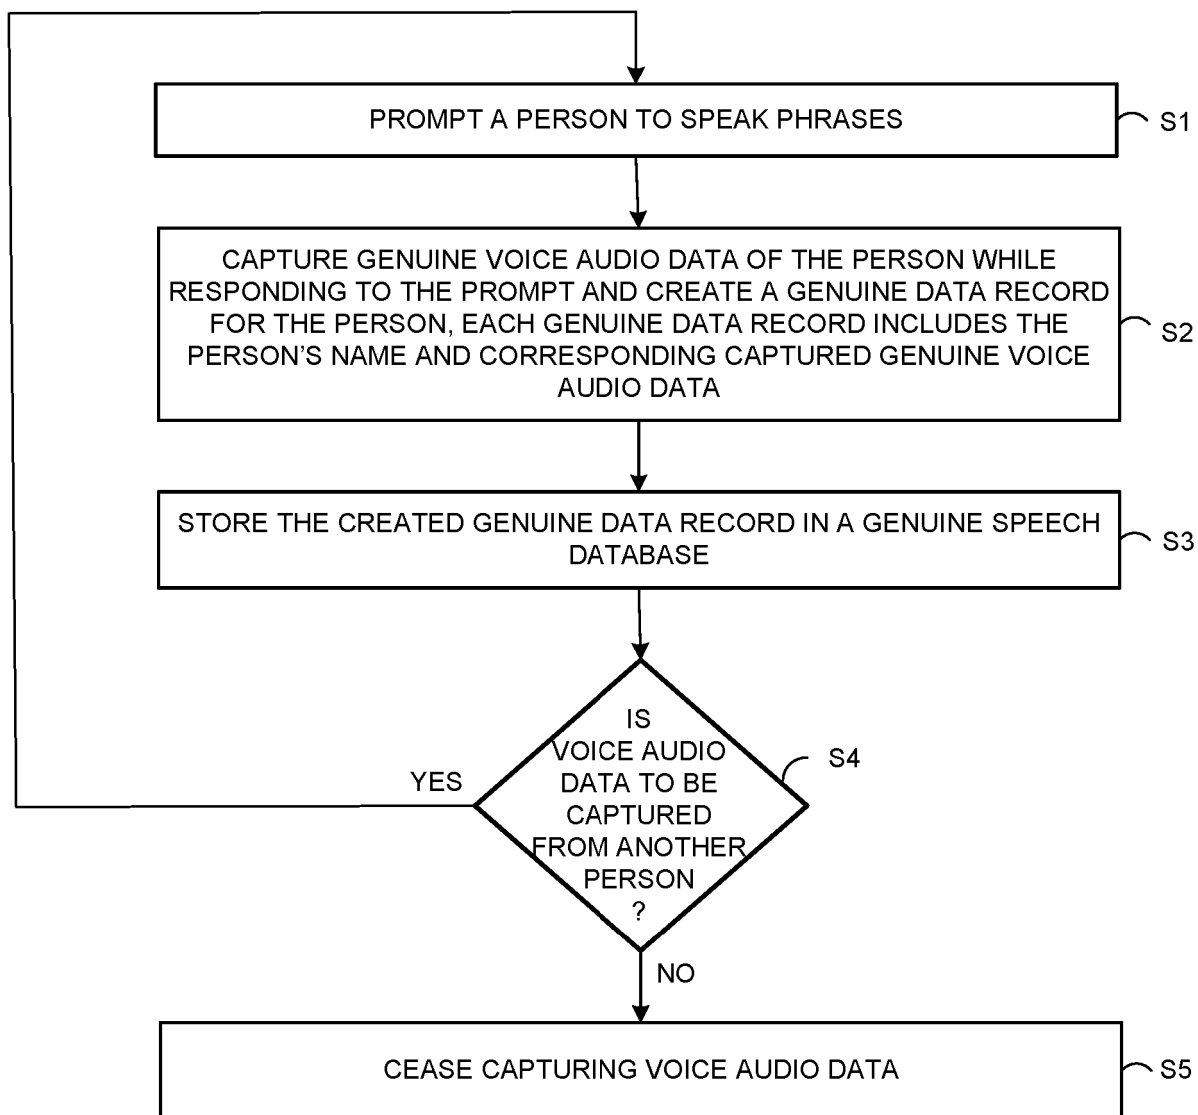 PROMPT A PERSON TO SPEAK PHRASES
S1
CAPTURE GENUINE VOICE AUDIO DATA OF THE PERSON WHILE
RESPONDING TO THE PROMPT AND CREATE A GENUINE DATA RECORD
FOR THE PERSON, EACH GENUINE DATA RECORD INCLUDES THE
PERSON'S NAME AND CORRESPONDING CAPTURED GENUINE VOICE
AUDIO DATA
S2
STORE THE CREATED GENUINE DATA RECORD IN A GENUINE SPEECH
DATABASE
S3
IS
VOICE AUDIO
DATA TO BE
CAPTURED
FROM ANOTHER
PERSON
?
S4
YES
NO
CEASE CAPTURING VOICE AUDIO DATA
S5